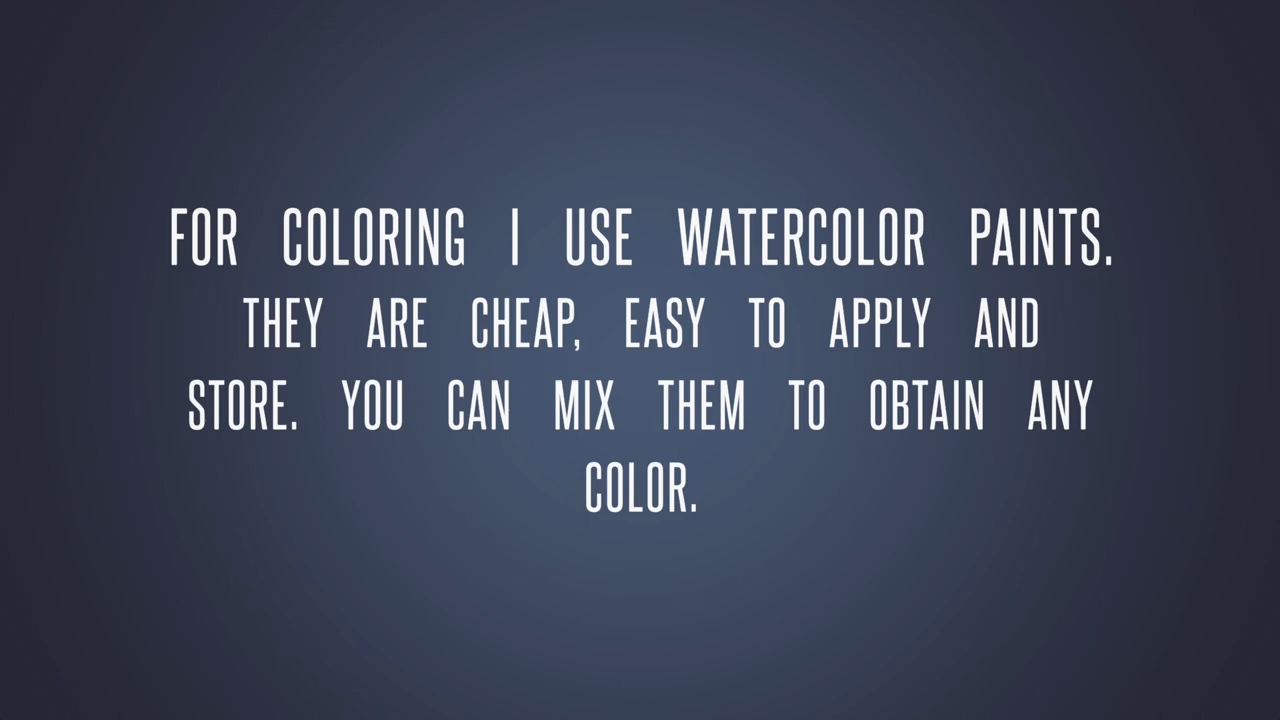 FOR COLORING I USE WATERCOLOR PAINTS.
THEY ARE CHEAP, EASY TO APPLY AND
STORE. YOU CAN MIX THEM TO OBTAIN ANY
COLOR.